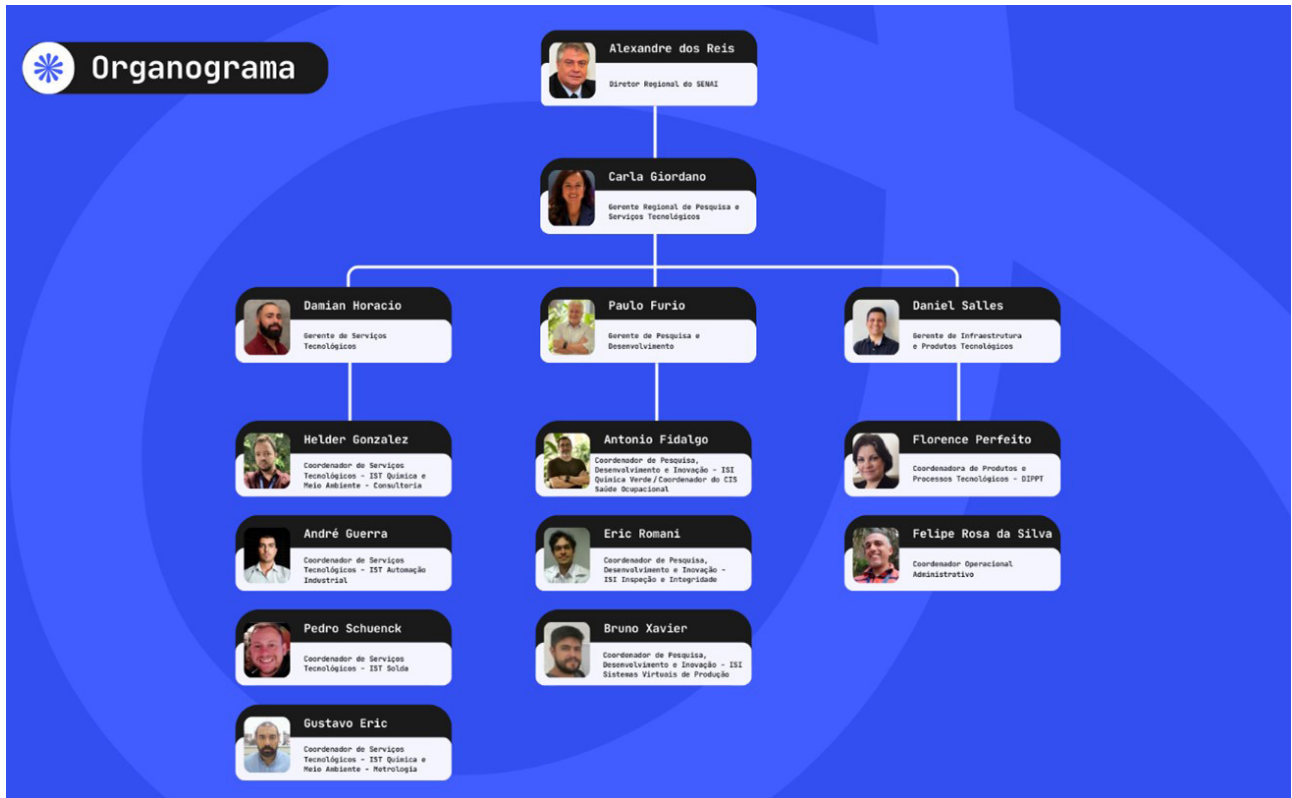 Organograma
Alexandre dos Reis
Diretor Regional do SENAI
Carla Giordano
Gerente Regional de Pesquisa e
Serviços Tecnológicos
Damian Horacio
Gerente de Serviços
Tecnológicos
Paulo Furio
Gerente de Pesquisa e
Desenvolvimento
Daniel Salles
Gerente de Infraestrutura
e Produtos Tecnológicos
Helder Gonzalez
Coordenador de Serviços
Tecnológicos - IST Química e
Meio Ambiente - Consultoria
Antonio Fidalgo
Coordenador de Pesquisa,
Desenvolvimento e Inovação - ISI
Química Verde/Coordenador do CIS
Saúde Ocupacional
Florence Perfeito
Coordenadora de Produtos e
Processos Tecnológicos - DIPPT
André Guerra
Coordenador de Serviços
Tecnológicos - IST Automação
Industrial
Eric Romani
Coordenador de Pesquisa,
Desenvolvimento e Inovação -
ISI Inspeção e Integridade
Felipe Rosa da Silva
Coordenador Operacional
Administrativo
Pedro Schuenck
Coordenador de Serviços
Tecnológicos - IST Solda
Bruno Xavier
Coordenador de Pesquisa,
Desenvolvimento e Inovação - ISI
Sistemas Virtuais de Produção
Gustavo Eric
Coordenador de Serviços
Tecnológicos - IST Química e
Meio Ambiente - Metrologia